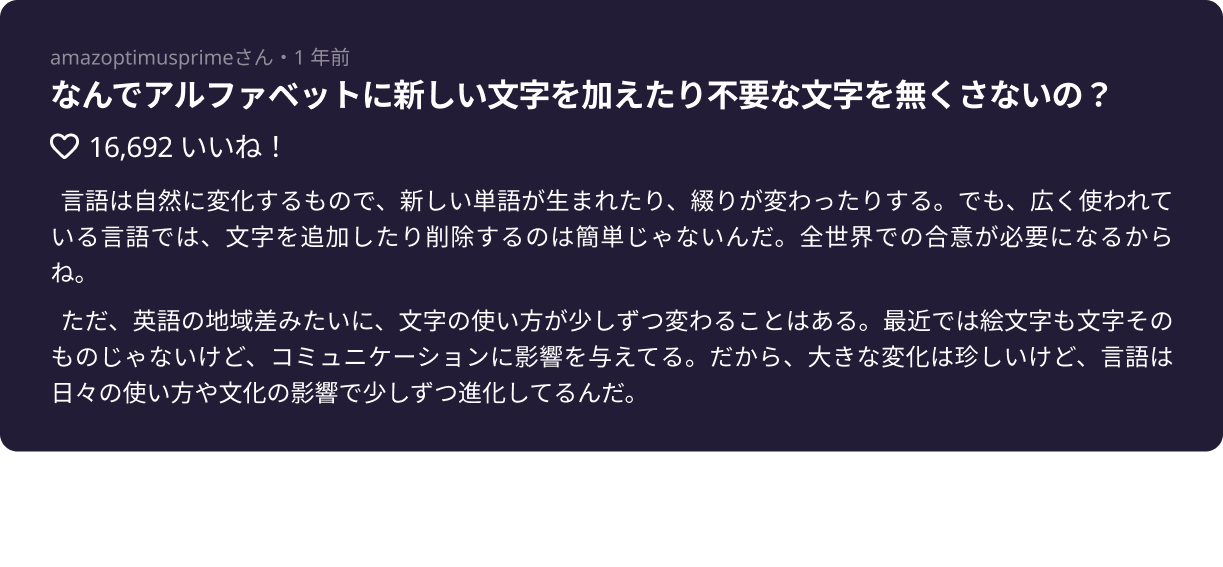 amazoptimusprimeさん・1 年前
なんでアルファベットに新しい文字を加えたり不要な文字を無くさないの？
16,692 いいね！
言語は自然に変化するもので、新しい単語が生まれたり、綴りが変わったりする。でも、広く使われて
いる言語では、文字を追加したり削除するのは簡単じゃないんだ。全世界での合意が必要になるから
ね。
ただ、英語の地域差みたいに、文字の使い方が少しずつ変わることはある。最近では絵文字も文字その
ものじゃないけど、コミュニケーションに影響を与えてる。だから、大きな変化は珍しいけど、言語は
日々の使い方や文化の影響で少しずつ進化してるんだ。